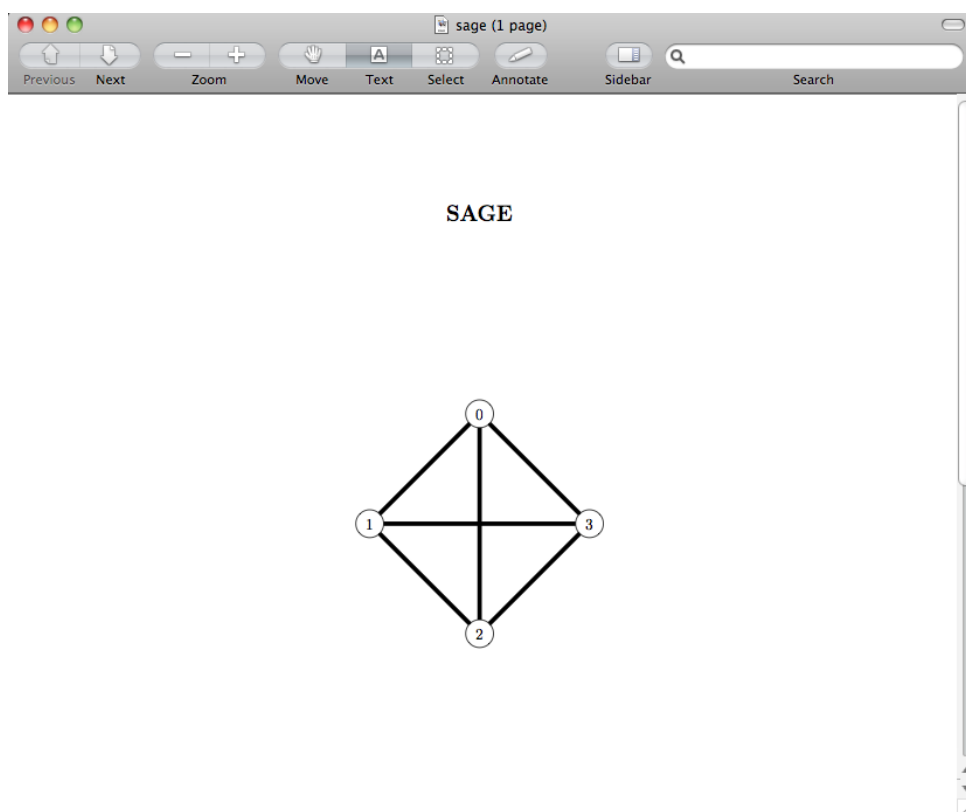 sage (1 page)
Previous Next Zoom Move Text Select Annotate Sidebar Search
SAGE
0
1 3
2